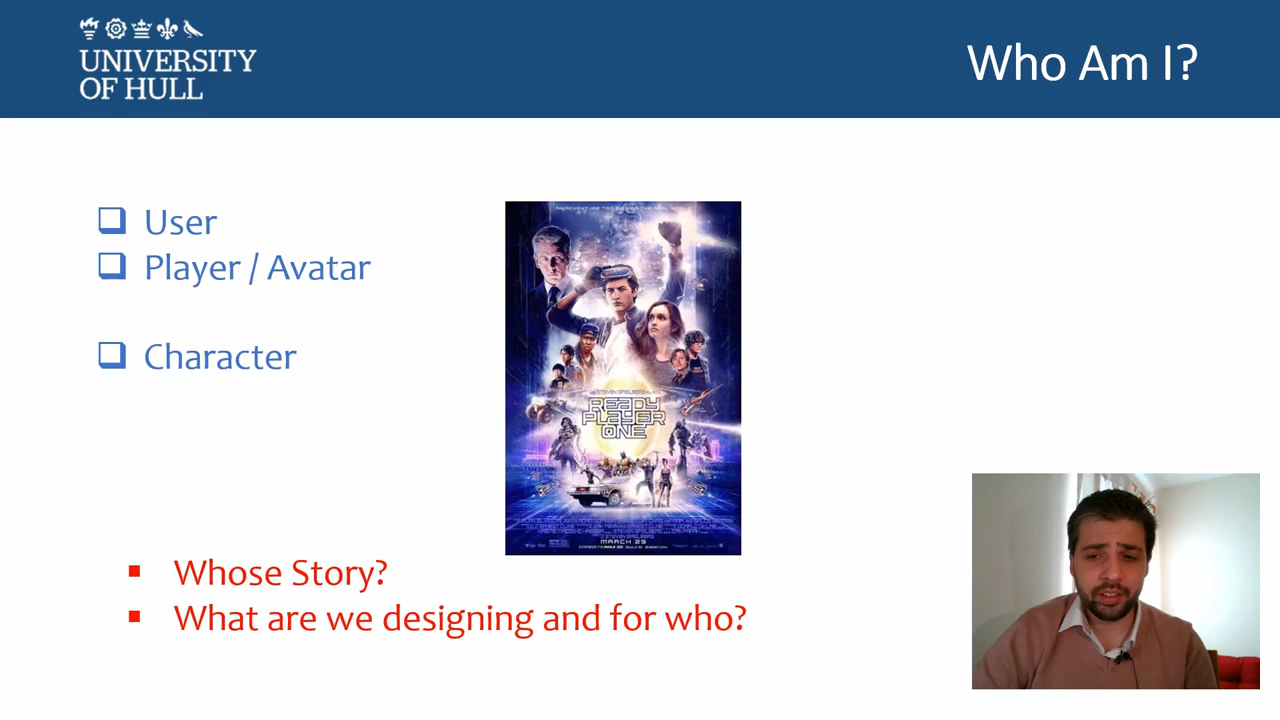 UNIVERSITY
OF HULL
Who Am I?
User
Player / Avatar
Character
READY
PLAYER
ONE
MARCH 29
Whose Story?
What are we designing and for who?